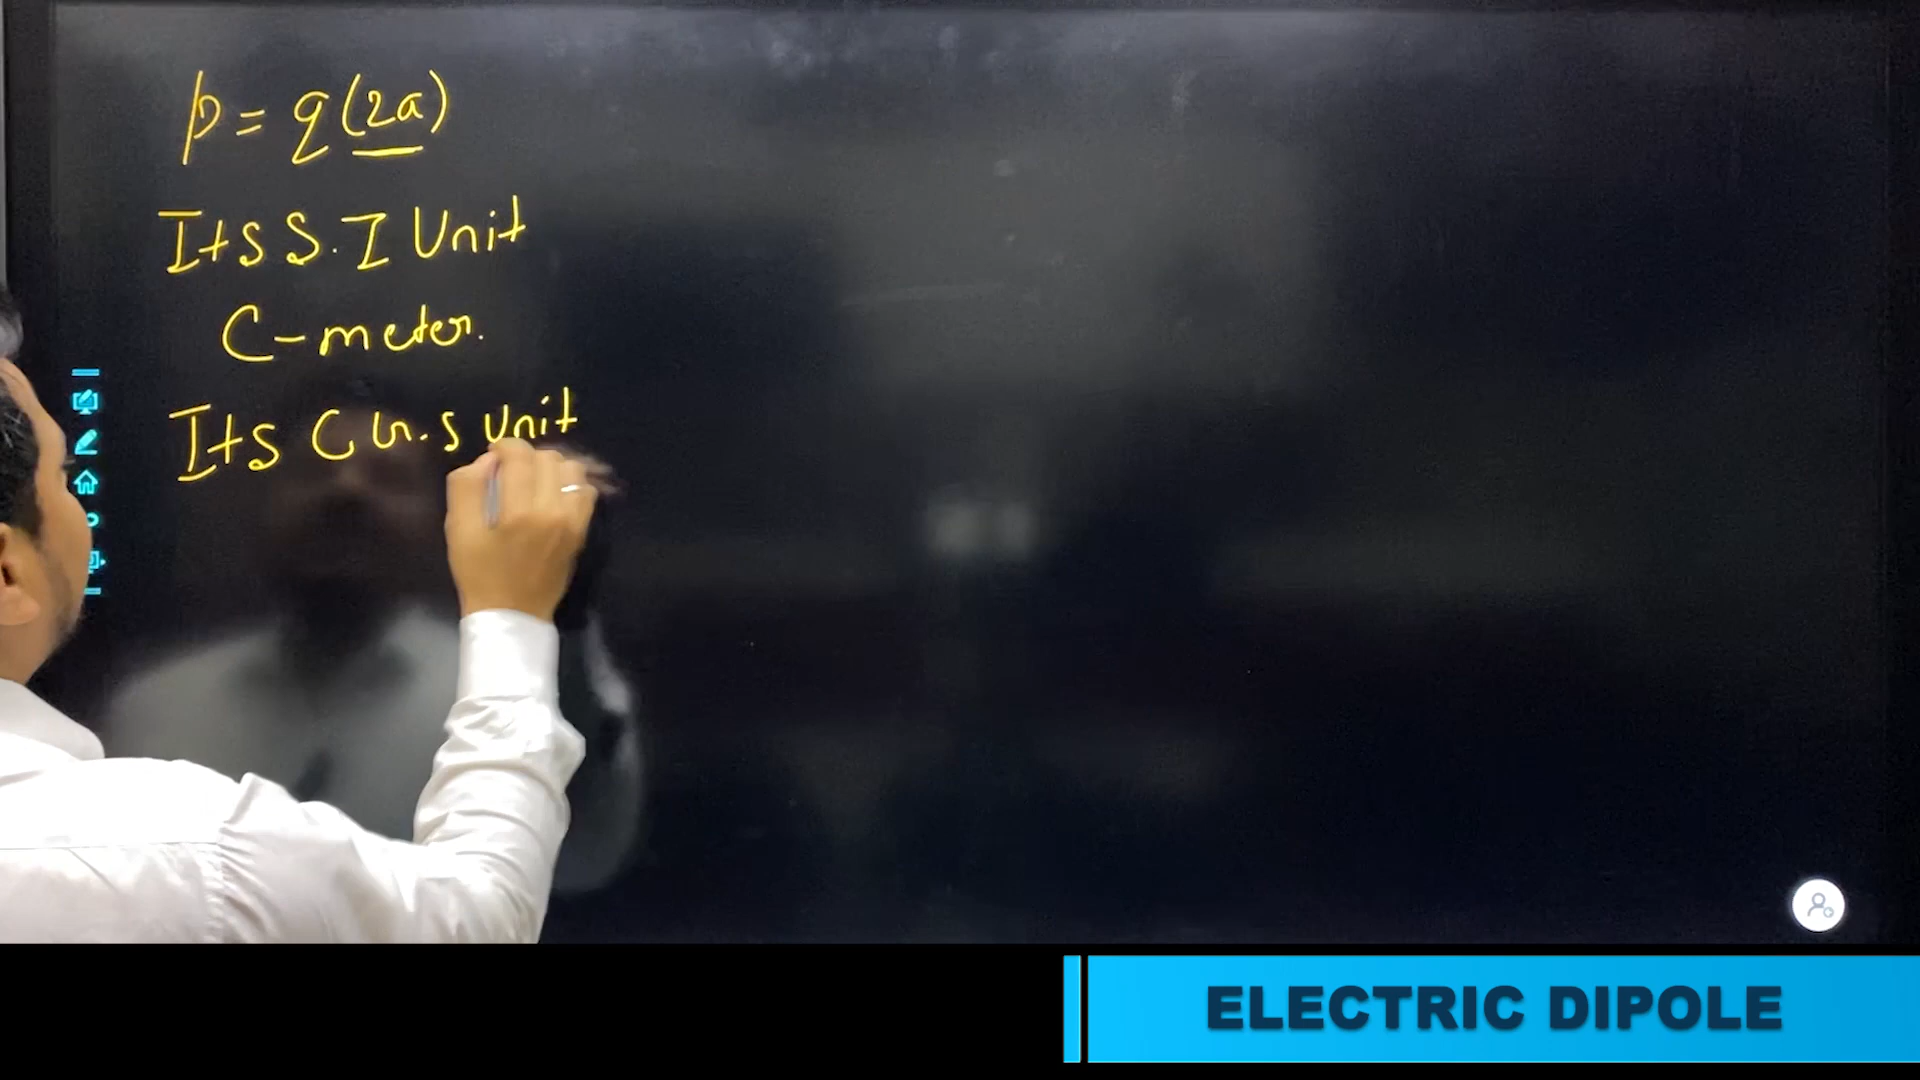 p = q(2a)
Its S.I Unit
C-meter.
Its C G.S Unit
ELECTRIC DIPOLE